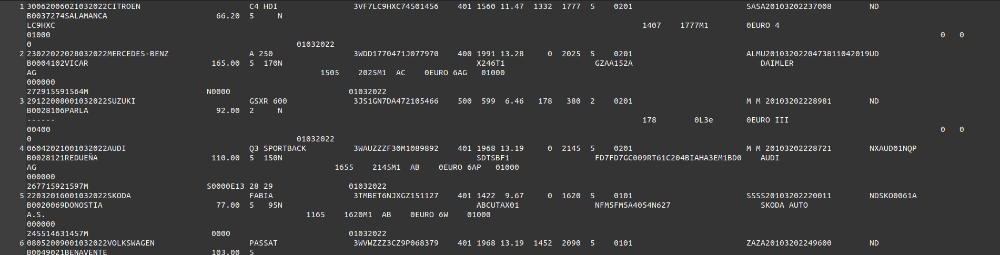 1 30062006021032022CITROEN C4 HDI 3VF7LC9HXC74501456 401 1560 11.47 1332 1777 5 0201 SASA20103202237008 ND
B0037274SALAMANCA 66.20 5 N
LC9HXC 1407 1777M1 0EURO 4
01000 0 0
0 01032022
2 23022022028032022MERCEDES-BENZ A 250 3WDD1770471J077970 400 1991 13.28 0 2025 5 0201 ALMU2010320220473811042019UD
B0004102VICAR 165.00 5 170N X246T1 GZAA152A DAIMLER
AG 1505 2025M1 AC 0EURO 6AG 01000
000000
272915591564M N0000 01032022
3 29122008001032022SUZUKI GSXR 600 3JS1GN7DA472105466 500 599 6.46 178 380 2 0201 M M 20103202228981 ND
B0028106PARLA 92.00 2 N
------ 178 0L3e 0EURO III
00400 0 0
0 01032022
4 06042021001032022AUDI Q3 SPORTBACK 3WAUZZZF30M1089892 401 1968 13.19 0 2145 5 0201 M M 20103202228721 NXAUD01NQP
B0028121REDUEÑA 110.00 5 150N SDTSBF1 FD7FD7GC009RT61C204BIAHA3EM1BD0 AUDI
AG 1655 2145M1 AB 0EURO 6AP 01000
000000
267715921597M S0000E13 28 29 01032022
5 22032016001032022SKODA FABIA 3TMBET6NJXGZ151127 401 1422 9.67 0 1620 5 0101 SSSS20103202220011 NDSKO0061A
B0020069DONOSTIA 77.00 5 95N ABCUTAX01 NFM5FM5A4054N627 SKODA AUTO
A.S. 1165 1620M1 AB 0EURO 6W 01000
000000
245514631457M 0000 01032022
6 08052009001032022VOLKSWAGEN PASSAT 3WVWZZZ3CZ9P068379 401 1968 13.19 1452 2090 5 0101 ZAZA20103202249600 ND
B0049021BENAVENTE 103.00 5